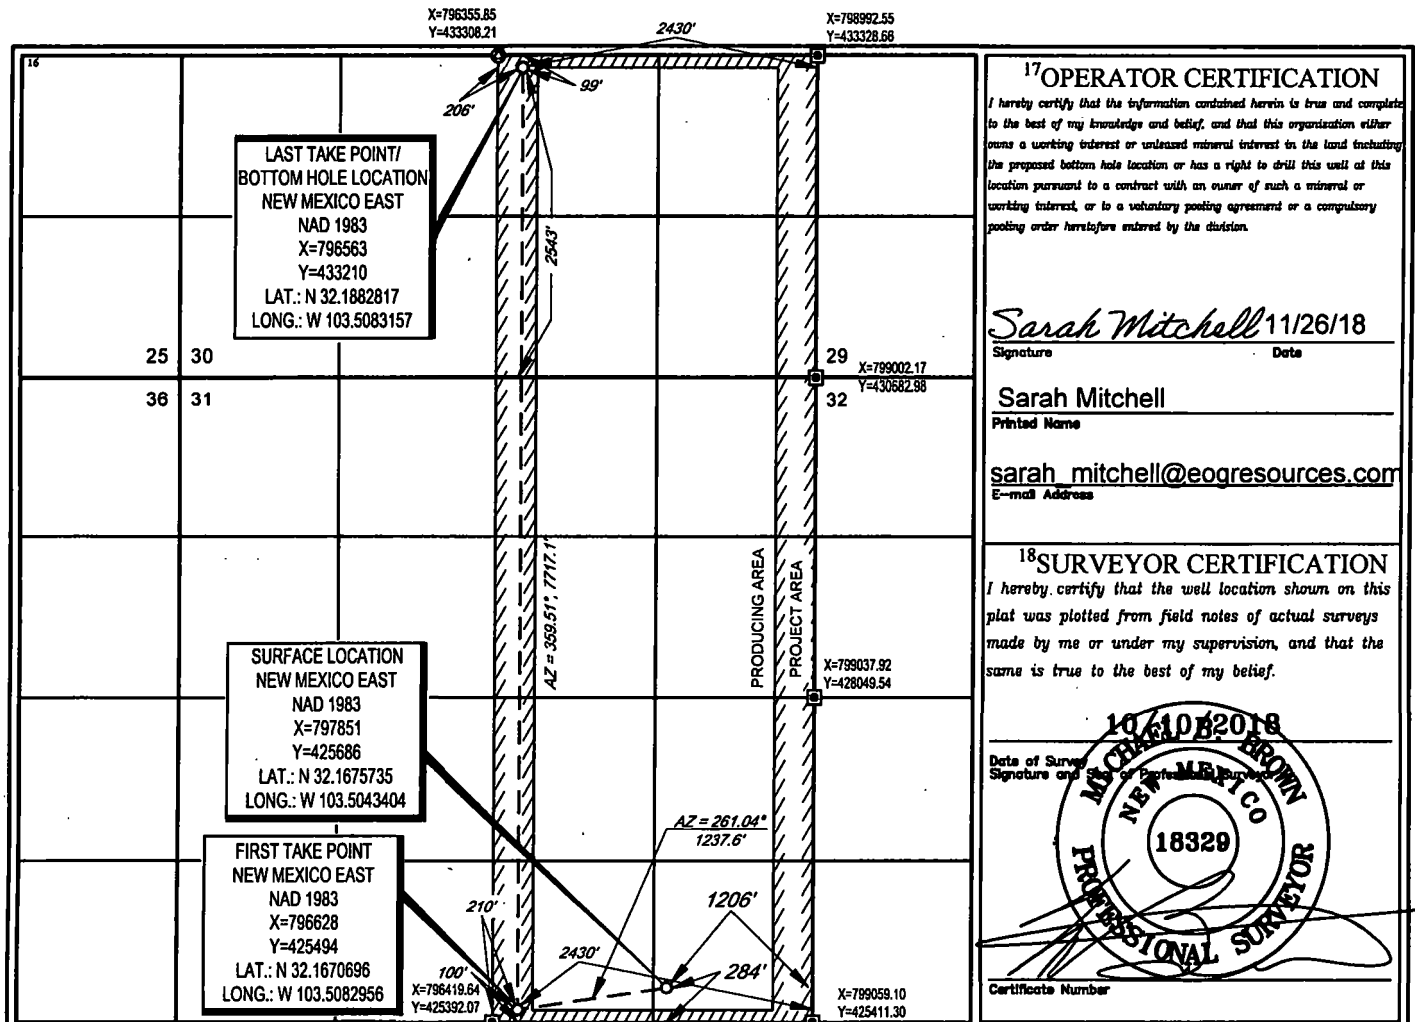 X=796355.85
Y=433308.21
2430'
X=798992.55
Y=433328.66
16
99'
206'
LAST TAKE POINT/
BOTTOM HOLE LOCATION
NEW MEXICO EAST
NAD 1983
X=796563
Y=433210
LAT.: N 32.1882817
LONG.: W 103.5083157
2543'
25 30
29
X=799002.17
Y=430682.98
36 31
32
AZ = 359.51°, 7717.1'
PRODUCING AREA
PROJECT AREA
SURFACE LOCATION
NEW MEXICO EAST
NAD 1983
X=797851
Y=425686
LAT.: N 32.1675735
LONG.: W 103.5043404
X=799037.92
Y=428049.54
AZ = 261.04°
1237.6'
FIRST TAKE POINT
NEW MEXICO EAST
NAD 1983
X=796628
Y=425494
LAT.: N 32.1670696
LONG.: W 103.5082956
210'
1206'
2430'
284'
100'
X=796419.64
Y=425392.07
X=799059.10
Y=425411.30
17 OPERATOR CERTIFICATION
I hereby certify that the information contained herein is true and complete
to the best of my knowledge and belief, and that this organization either
owns a working interest or unleased mineral interest in the land including
the proposed bottom hole location or has a right to drill this well at this
location pursuant to a contract with an owner of such a mineral or
working interest, or to a voluntary pooling agreement or a compulsory
pooling order heretofore entered by the division.
Sarah Mitchell 11/26/18
Signature Date
Sarah Mitchell
Printed Name
sarah_mitchell@eogresources.com
E-mail Address
18 SURVEYOR CERTIFICATION
I hereby certify that the well location shown on this
plat was plotted from field notes of actual surveys
made by me or under my supervision, and that the
same is true to the best of my belief.
10/10/2018
Date of Survey
Signature and Seal of Professional Surveyor
MICHAEL B. BROWN
NEW MEXICO
18329
PROFESSIONAL SURVEYOR
Certificate Number